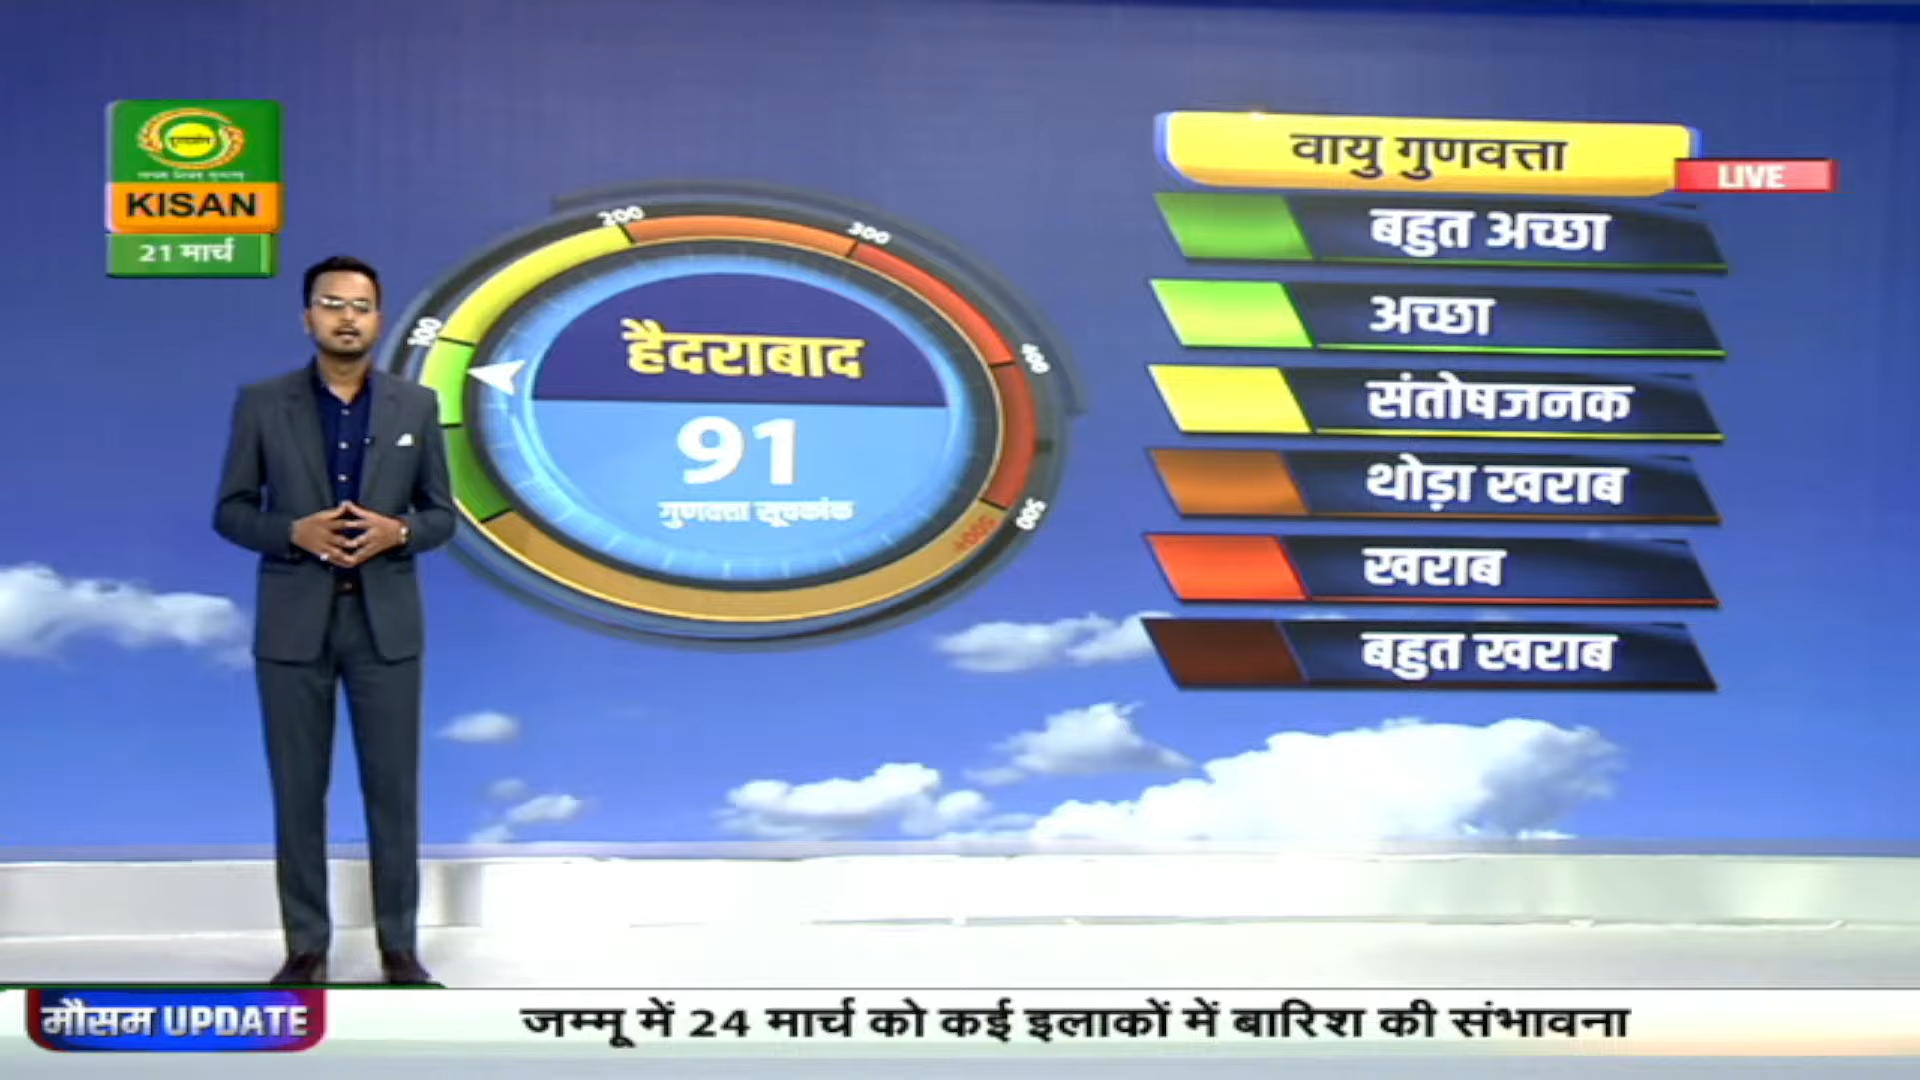 KISAN
21 मार्च
वायु गुणवत्ता
LIVE
बहुत अच्छा
अच्छा
संतोषजनक
थोड़ा खराब
खराब
बहुत खराब
100
200
300
400
500
500+
हैदराबाद
91
गुणवत्ता सूचकांक
मौसम UPDATE
जम्मू में 24 मार्च को कई इलाकों में बारिश की संभावना